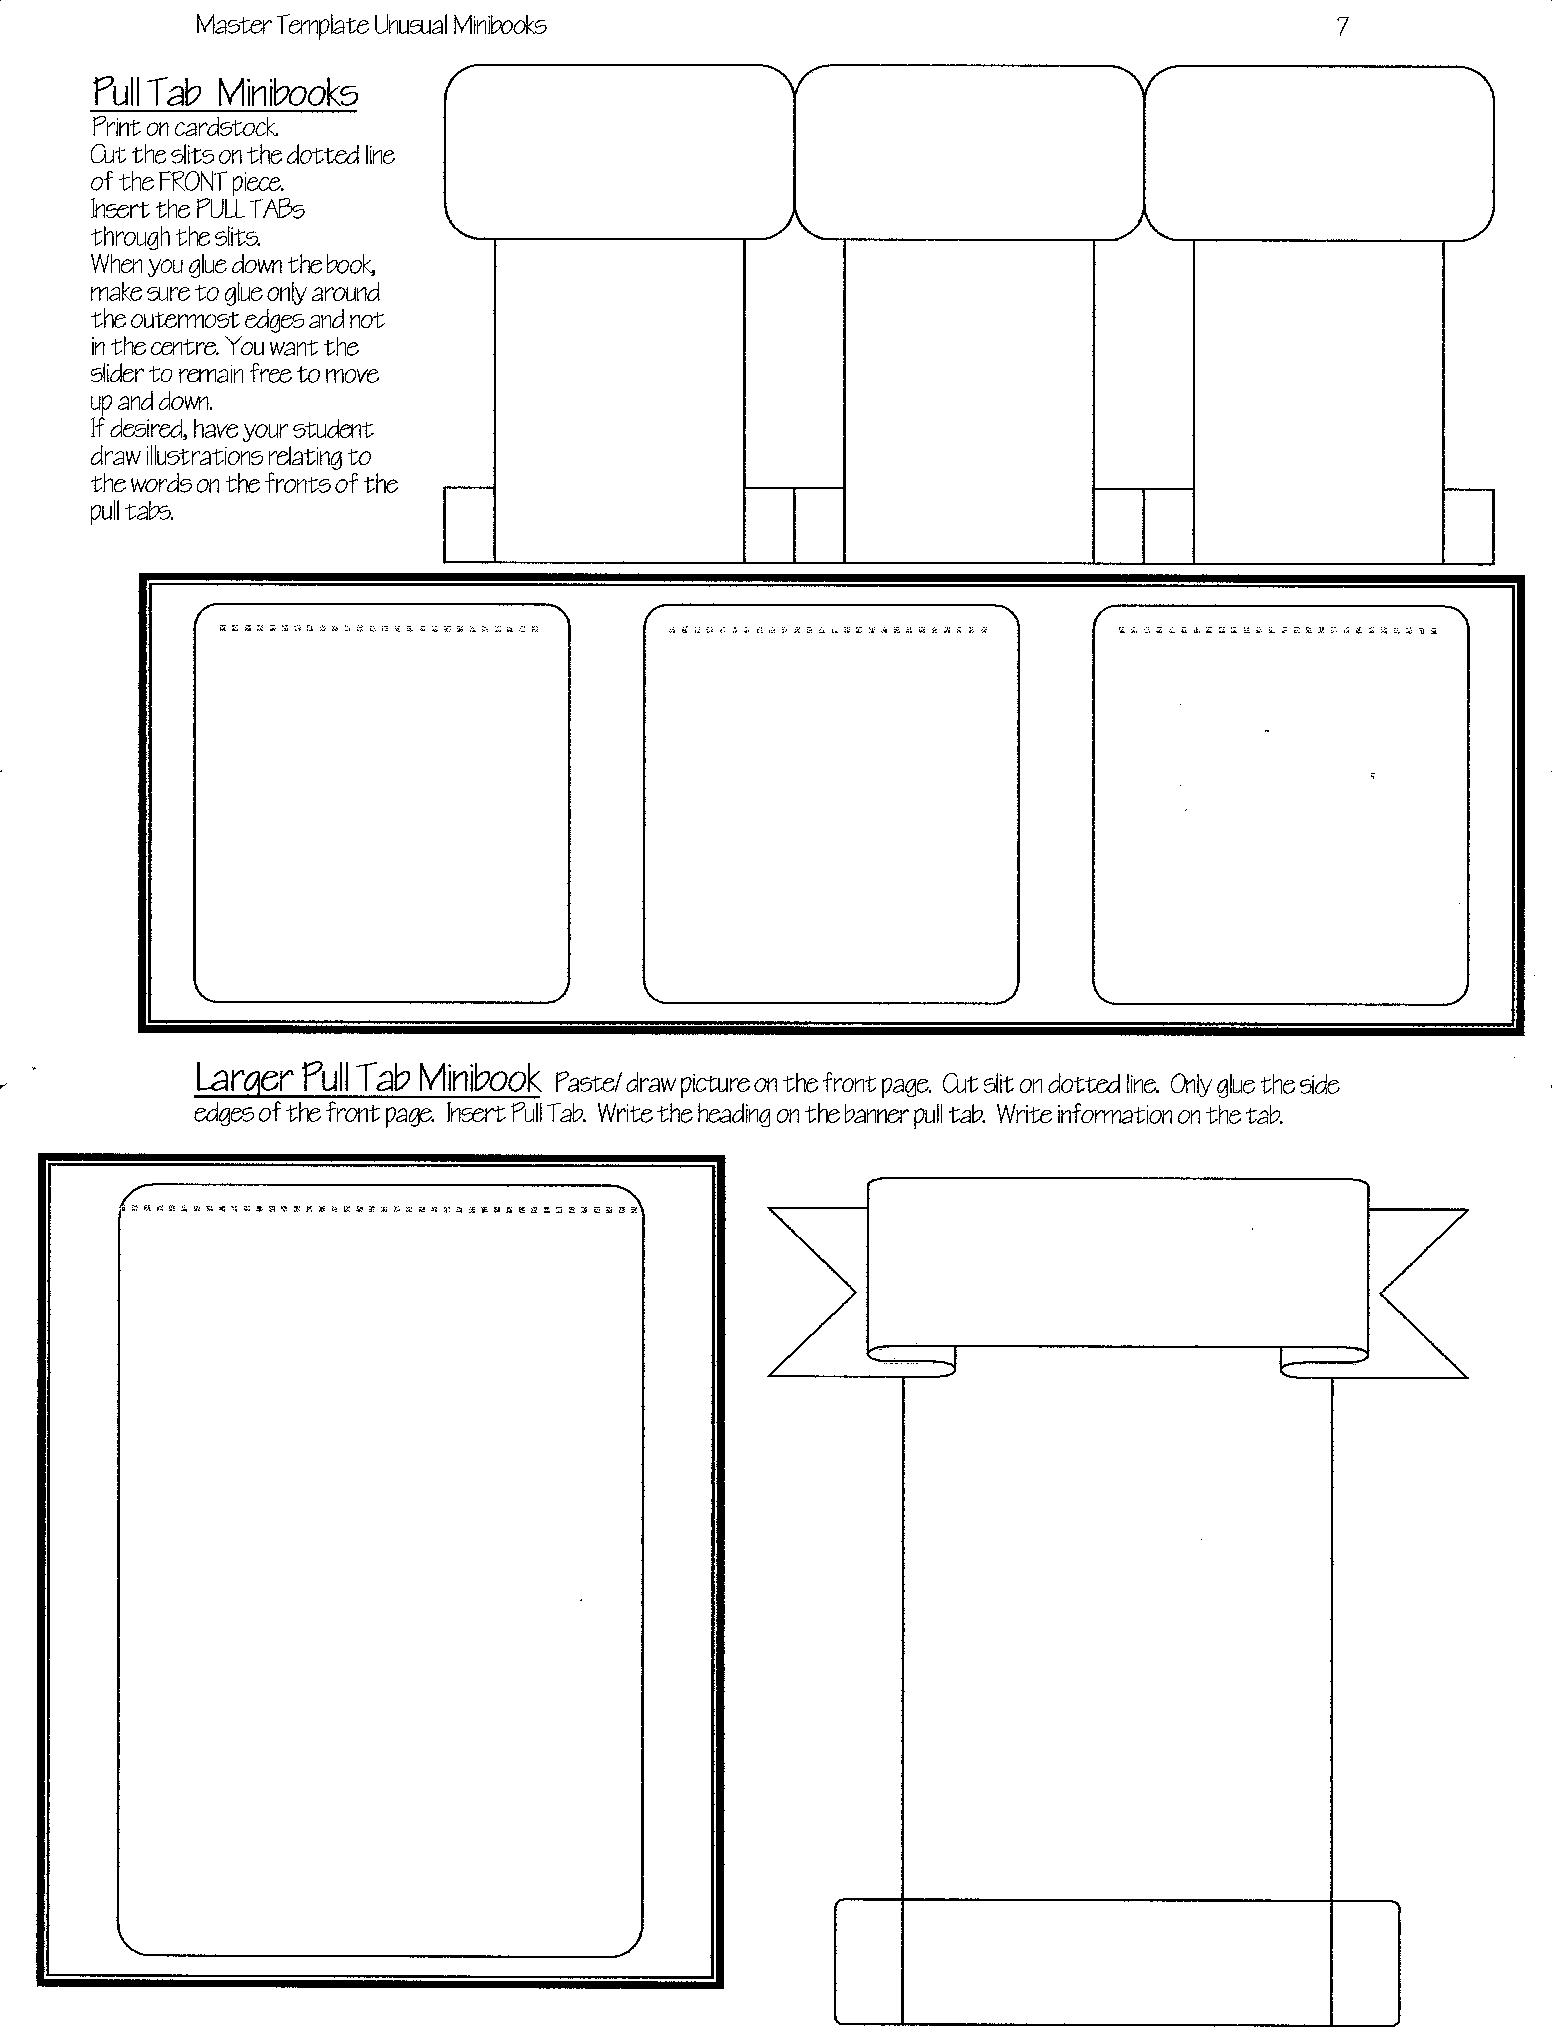 Master Template Unusual Minibooks 7
Pull Tab Minibooks
Print on cardstock.
Cut the slits on the dotted line
of the FRONT piece.
Insert the PULL TABs
through the slits.
When you glue down the book,
make sure to glue only around
the outermost edges and not
in the centre. You want the
slider to remain free to move
up and down.
If desired, have your student
draw illustrations relating to
the words on the fronts of the
pull tabs.
Larger Pull Tab Minibook Paste/ draw picture on the front page. Cut slit on dotted line. Only glue the side
edges of the front page. Insert Pull Tab. Write the heading on the banner pull tab. Write information on the tab.